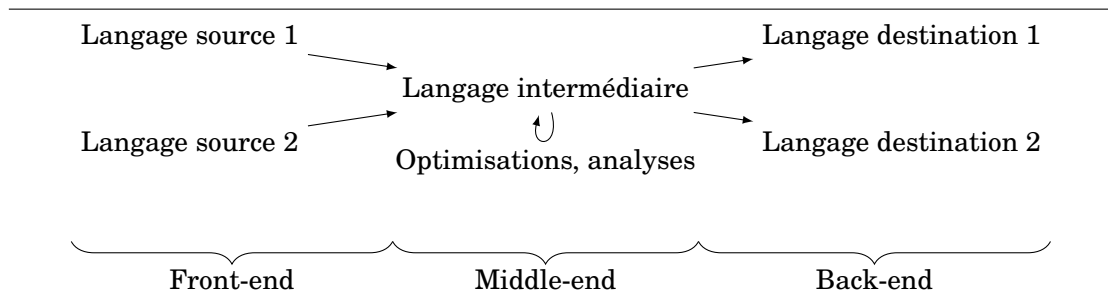 Langage source 1
Langage destination 1
Langage intermédiaire
Langage source 2
Langage destination 2
Optimisations, analyses
Front-end
Middle-end
Back-end